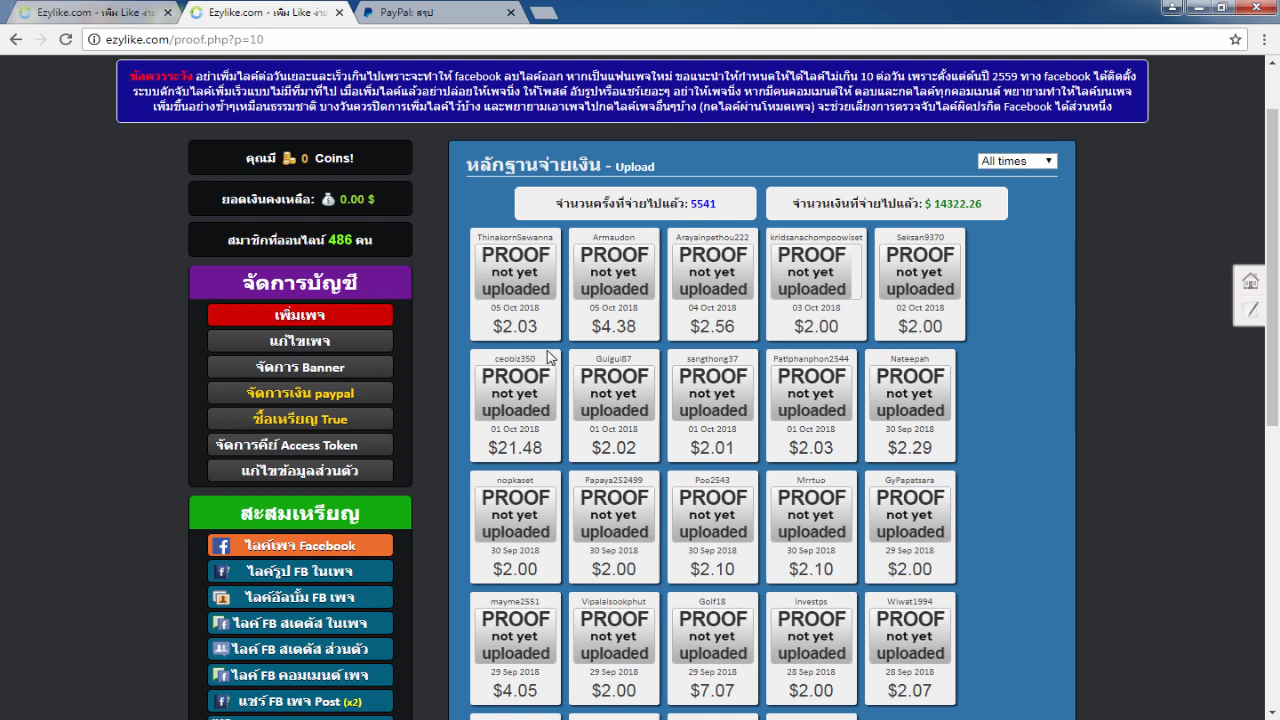 Ezylike.com - เพิ่ม Like ง่าย
Ezylike.com - เพิ่ม Like ง่าย
PayPal: สรุป
ezylike.com/proof.php?p=10
ข้อควรระวัง อย่าเพิ่มไลค์ต่อวันเยอะและเร็วเกินไปเพราะจะทำให้ facebook ลบไลค์ออก หากเป็นแฟนเพจใหม่ ขอแนะนำให้กำหนดให้ได้ไลค์ไม่เกิน 10 ต่อวัน เพราะตั้งแต่ต้นปี 2559 ทาง facebook ได้ติดตั้ง
ระบบดักจับไลค์เพิ่มเร็วแบบไม่มีที่มาที่ไป เมื่อเพิ่มไลค์แล้วอย่าปล่อยให้เพจนิ่ง ให้โพสต์ อับรูปหรือแชร์เยอะๆ อย่าให้เพจนิ่ง หากมีคนคอมเมนต์ให้ ตอบและกดไลค์ทุกคอมเมนต์ พยายามทำให้ไลค์บนเพจ
เพิ่มขึ้นอย่างช้าๆเหมือนธรรมชาติ บางวันควรปิดการเพิ่มไลค์ไว้บ้าง และพยายามเอาเพจไปกดไลค์เพจอื่นๆบ้าง (กดไลค์ผ่านโหมดเพจ) จะช่วยเลี่ยงการตรวจจับไลค์ผิดปรกติ Facebook ได้ส่วนหนึ่ง
คุณมี 0 Coins!
ยอดเงินคงเหลือ: 0.00 $
สมาชิกที่ออนไลน์ 486 คน
จัดการบัญชี
เพิ่มเพจ
แก้ไขเพจ
จัดการ Banner
จัดการเงิน paypal
ซื้อเหรียญ True
จัดการคีย์ Access Token
แก้ไขข้อมูลส่วนตัว
สะสมเหรียญ
ไลค์เพจ Facebook
ไลค์รูป FB ในเพจ
ไลค์อัลบั้ม FB เพจ
ไลค์ FB สเตตัส ในเพจ
ไลค์ FB สเตตัส ส่วนตัว
ไลค์ FB คอมเมนต์ เพจ
แชร์ FB เพจ Post (x2)
หลักฐานจ่ายเงิน - Upload
All times
จำนวนครั้งที่จ่ายไปแล้ว: 5541
จำนวนเงินที่จ่ายไปแล้ว: $ 14322.26
ThinakornSewanna Armaudon Arayainpethou222 kridsanachompoowiset Seksan9370
PROOF PROOF PROOF PROOF PROOF
not yet not yet not yet not yet not yet
uploaded uploaded uploaded uploaded uploaded
05 Oct 2018 05 Oct 2018 04 Oct 2018 03 Oct 2018 02 Oct 2018
$2.03 $4.38 $2.56 $2.00 $2.00
ceobiz350 Guigui87 sangthong37 Patiphanphon2544 Nateepah
PROOF PROOF PROOF PROOF PROOF
not yet not yet not yet not yet not yet
uploaded uploaded uploaded uploaded uploaded
01 Oct 2018 01 Oct 2018 01 Oct 2018 01 Oct 2018 30 Sep 2018
$21.48 $2.02 $2.01 $2.03 $2.29
nopkaset Papaya252499 Poo2543 Mrrtuo GyPapatsara
PROOF PROOF PROOF PROOF PROOF
not yet not yet not yet not yet not yet
uploaded uploaded uploaded uploaded uploaded
30 Sep 2018 30 Sep 2018 30 Sep 2018 30 Sep 2018 29 Sep 2018
$2.00 $2.00 $2.10 $2.10 $2.00
mayme2551 Vipalaisookphut Golf18 investps Wiwat1994
PROOF PROOF PROOF PROOF PROOF
not yet not yet not yet not yet not yet
uploaded uploaded uploaded uploaded uploaded
29 Sep 2018 29 Sep 2018 29 Sep 2018 28 Sep 2018 28 Sep 2018
$4.05 $2.00 $7.07 $2.00 $2.07